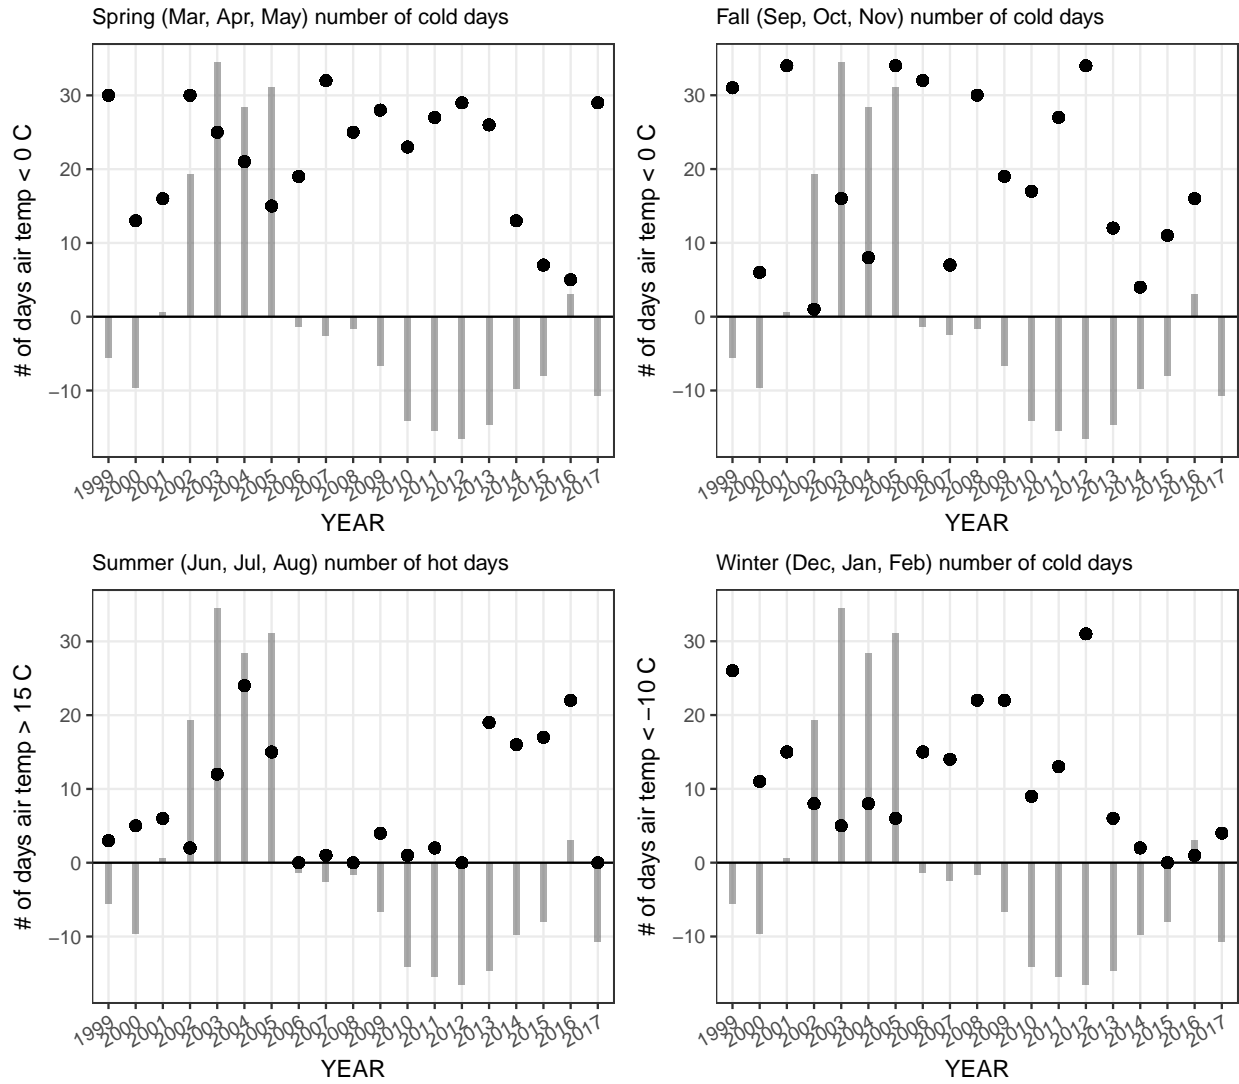 Spring (Mar, Apr, May) number of cold days
# of days air temp < 0 C
30
20
10
0
−10
1999 2000 2001 2002 2003 2004 2005 2006 2007 2008 2009 2010 2011 2012 2013 2014 2015 2016 2017
YEAR
Fall (Sep, Oct, Nov) number of cold days
# of days air temp < 0 C
30
20
10
0
−10
1999 2000 2001 2002 2003 2004 2005 2006 2007 2008 2009 2010 2011 2012 2013 2014 2015 2016 2017
YEAR
Summer (Jun, Jul, Aug) number of hot days
# of days air temp > 15 C
30
20
10
0
−10
1999 2000 2001 2002 2003 2004 2005 2006 2007 2008 2009 2010 2011 2012 2013 2014 2015 2016 2017
YEAR
Winter (Dec, Jan, Feb) number of cold days
# of days air temp < −10 C
30
20
10
0
−10
1999 2000 2001 2002 2003 2004 2005 2006 2007 2008 2009 2010 2011 2012 2013 2014 2015 2016 2017
YEAR